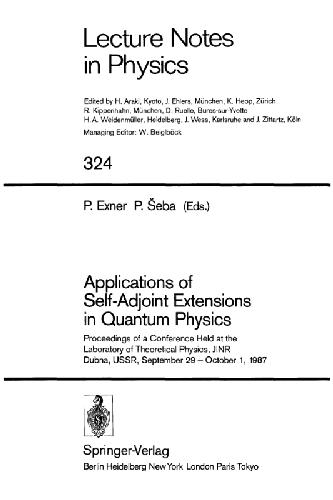 Lecture Notes
in Physics
Edited by H. Araki, Kyoto, J. Ehlers, München, K. Hepp, Zürich
R. Kippenhahn, München, D. Ruelle, Bures-sur-Yvette
H. A. Weidenmüller, Heidelberg, J. Wess, Karlsruhe and J. Zittartz, Köln
Managing Editor: W. Beiglböck
324
P. Exner P. Šeba (Eds.)
Applications of
Self-Adjoint Extensions
in Quantum Physics
Proceedings of a Conference Held at the
Laboratory of Theoretical Physics, JINR
Dubna, USSR, September 29 – October 1, 1987
Springer-Verlag
Berlin Heidelberg New York London Paris Tokyo